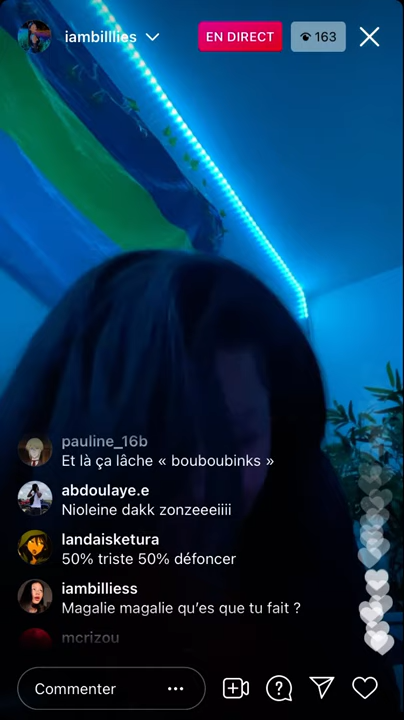 iambilllies
EN DIRECT
163
pauline_16b
Et là ça lâche « bouboubinks »
abdoulaye.e
Nioleine dakk zonzeeeiiii
landaisketura
50% triste 50% défoncer
iambilliess
Magalie magalie qu’es que tu fait ?
mcrizou
Commenter